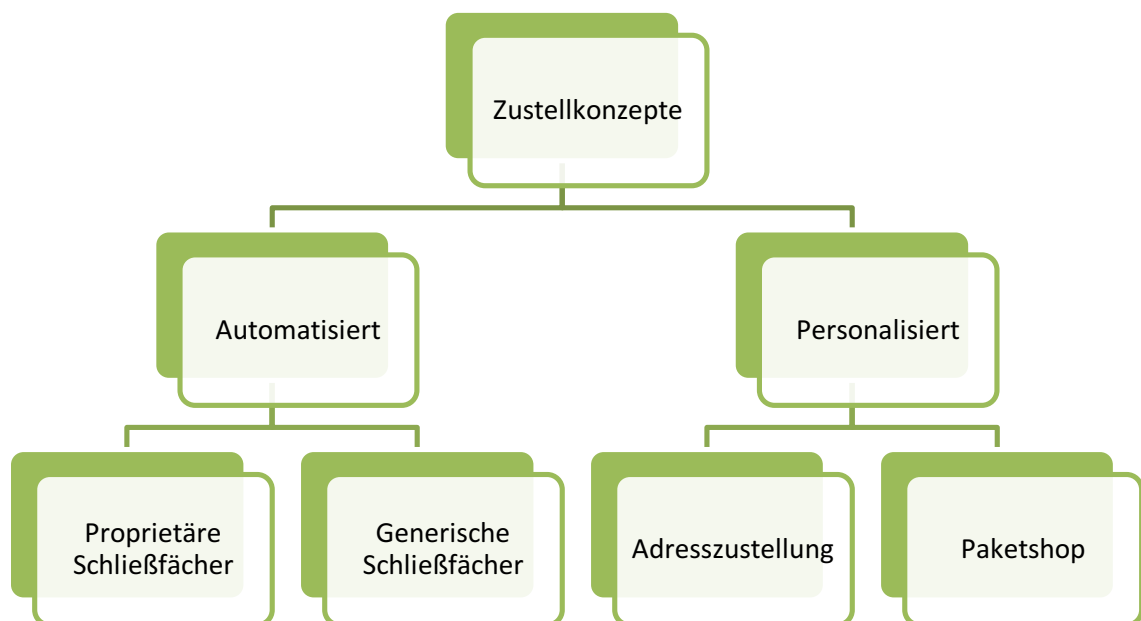 Zustellkonzepte
Automatisiert
Personalisiert
Proprietäre
Schließfächer
Generische
Schließfächer
Adresszustellung
Paketshop